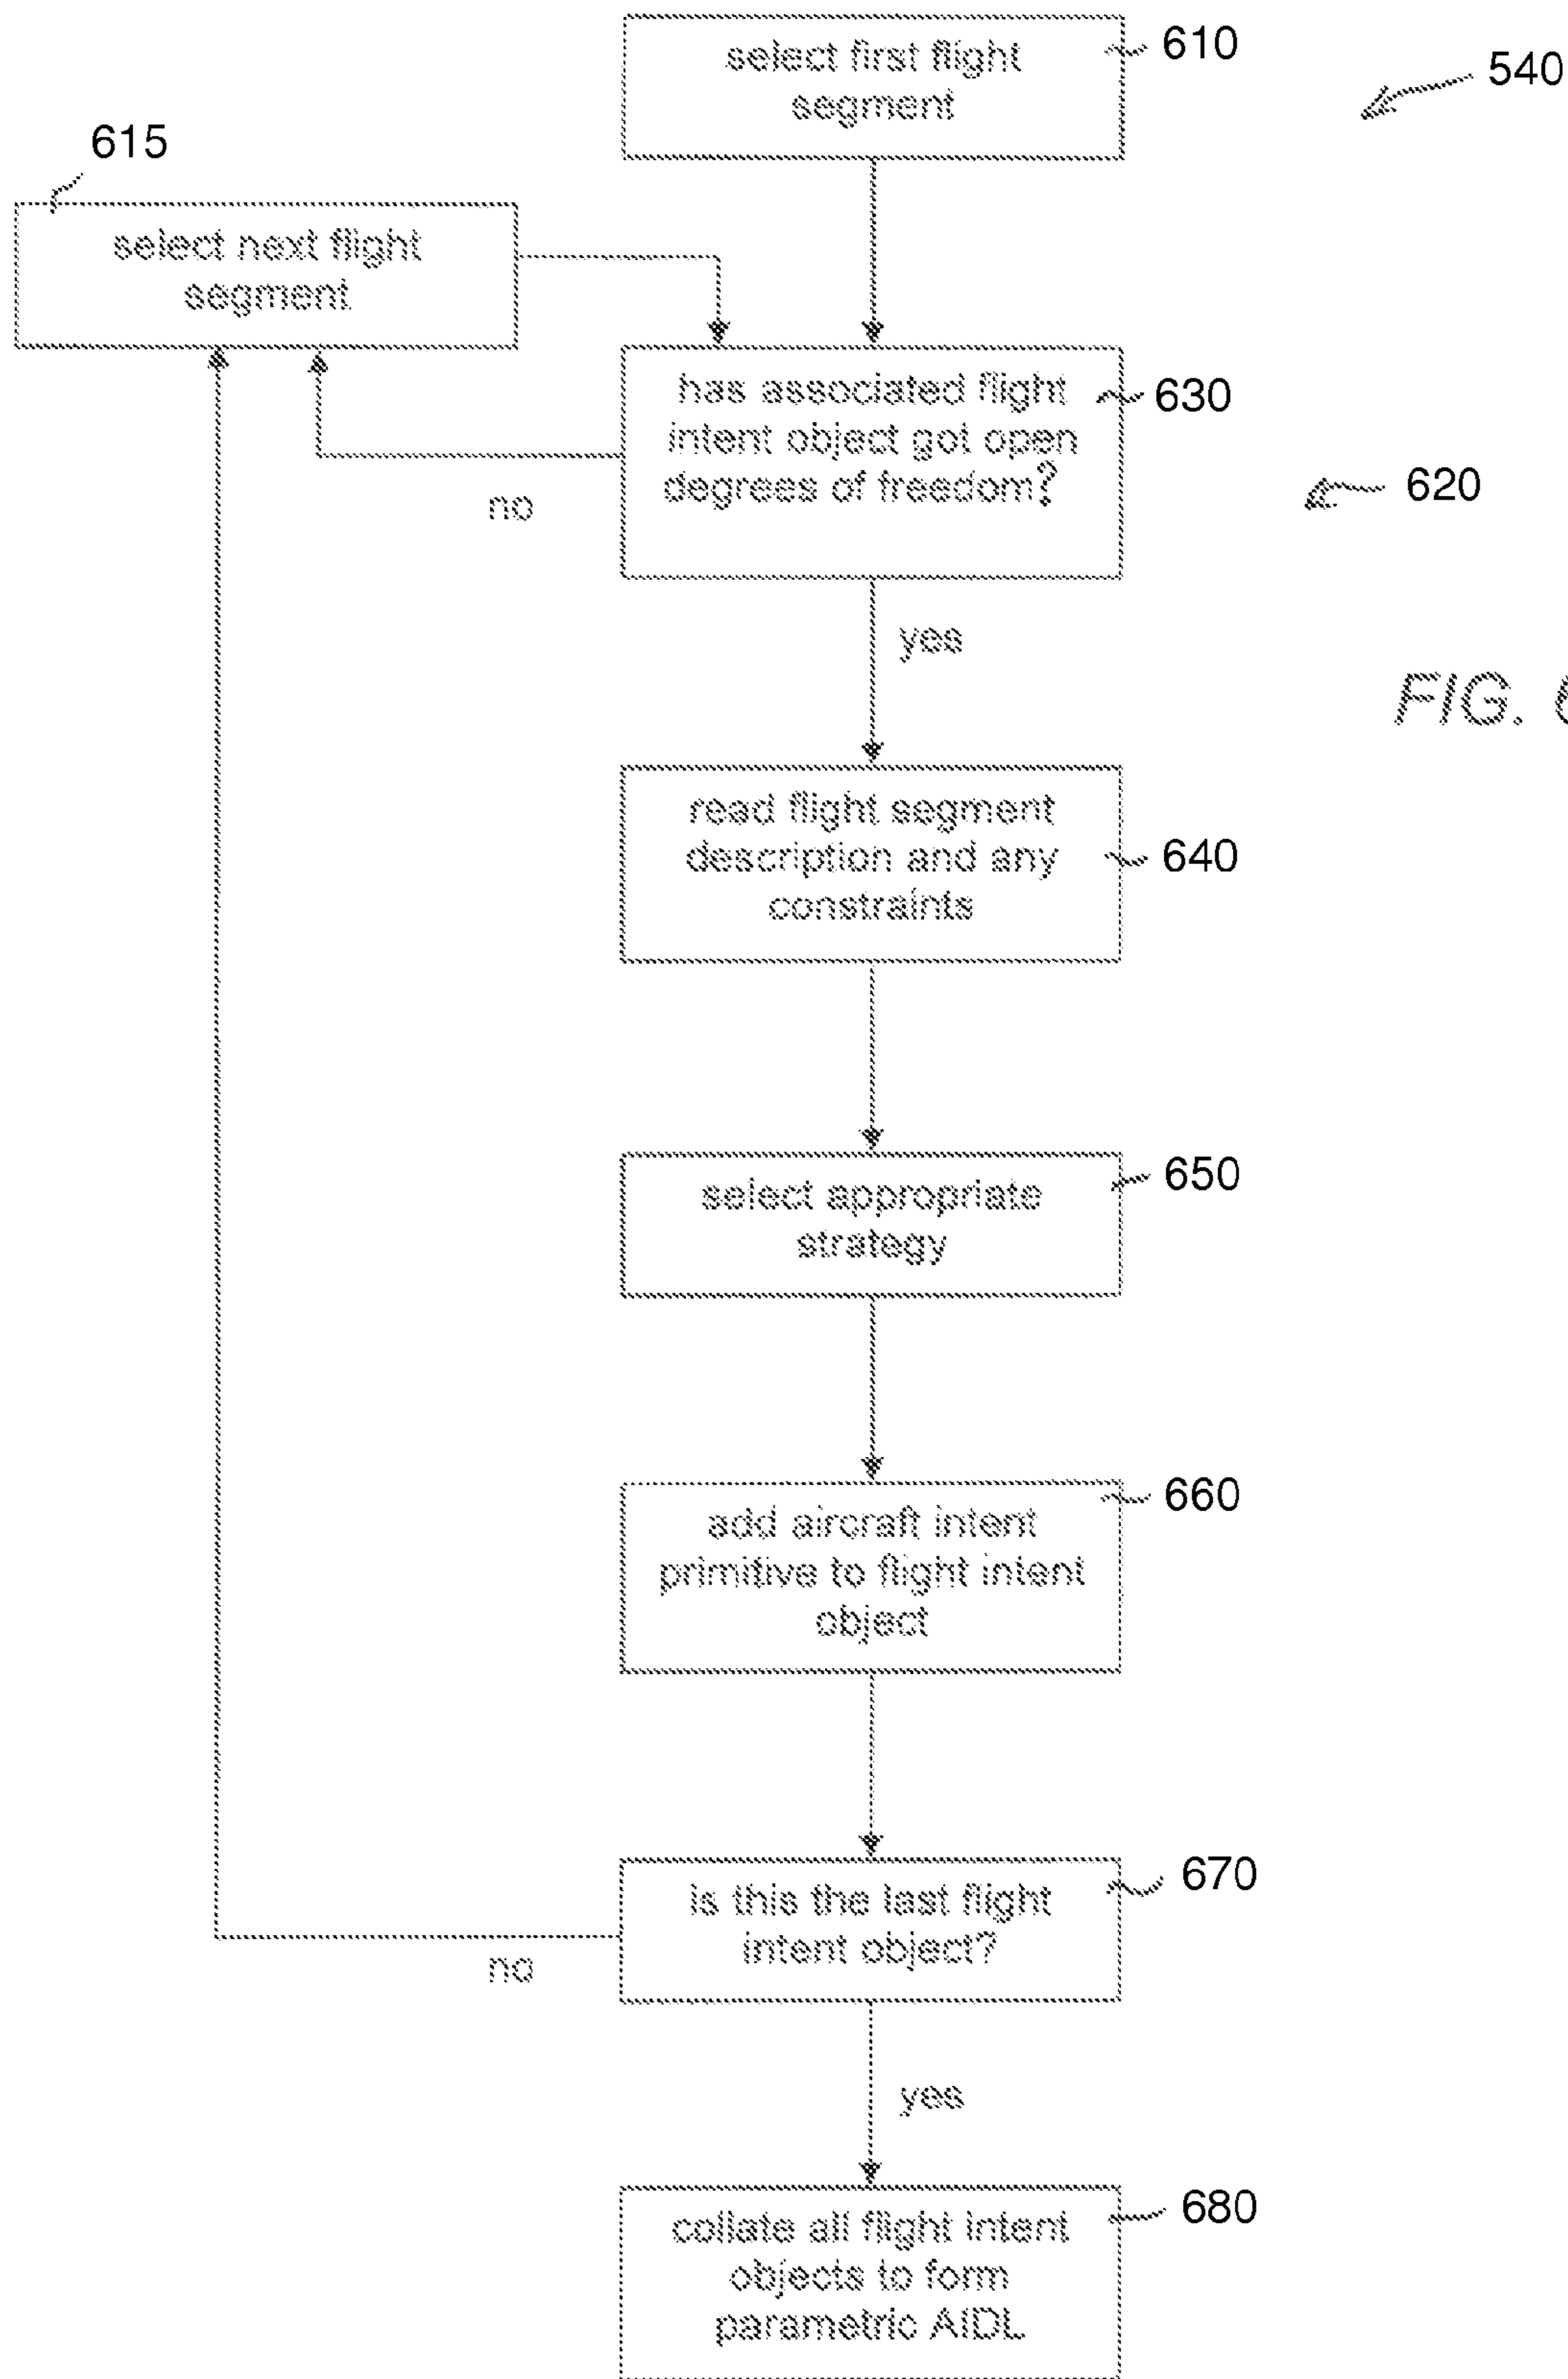 select first flight
segment
610
540
615
select next flight
segment
has associated flight
intent object got open
degrees of freedom?
630
620
no
yes
FIG. 6
read flight segment
description and any
constraints
640
select appropriate
strategy
650
add aircraft intent
primitive to flight intent
object
660
is this the last flight
intent object?
670
no
yes
collate all flight intent
objects to form
parametric AIDL
680